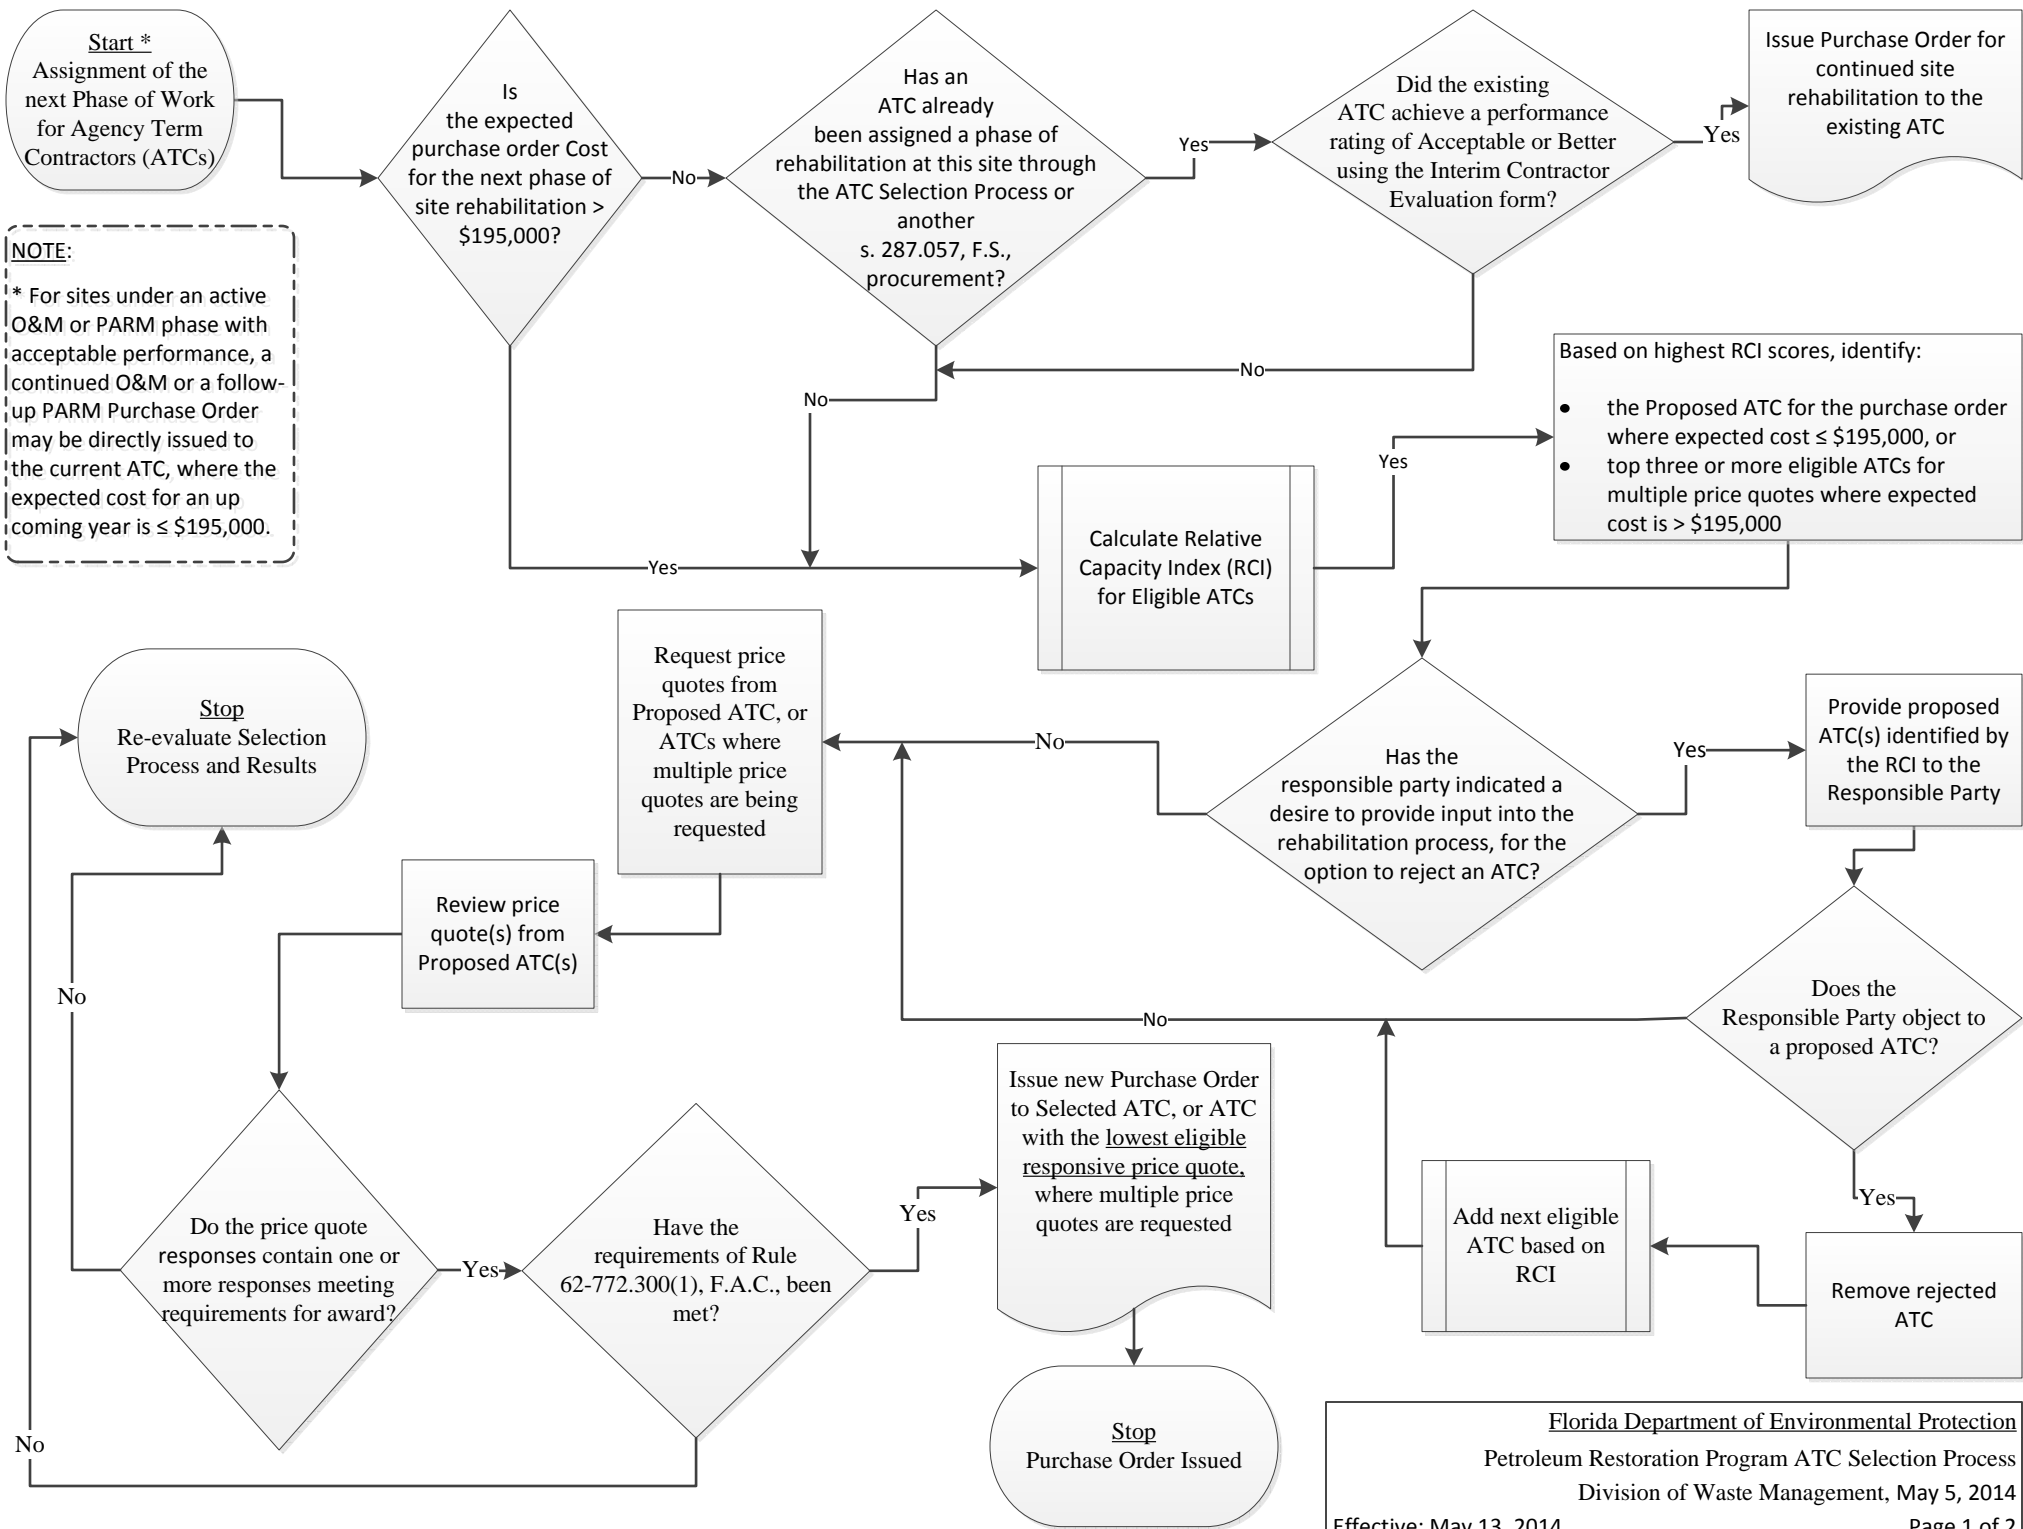 Start *
Assignment of the
next Phase of Work
for Agency Term
Contractors (ATCs)
Is
the expected
purchase order Cost
for the next phase of
site rehabilitation >
$195,000?
No
Has an
ATC already
been assigned a phase of
rehabilitation at this site through
the ATC Selection Process or
another
s. 287.057, F.S.,
procurement?
Yes
Did the existing
ATC achieve a performance
rating of Acceptable or Better
using the Interim Contractor
Evaluation form?
Yes
Issue Purchase Order for
continued site
rehabilitation to the
existing ATC
NOTE:
* For sites under an active
O&M or PARM phase with
acceptable performance, a
continued O&M or a follow-
up PARM Purchase Order
may be directly issued to
the current ATC, where the
expected cost for an up
coming year is ≤ $195,000.
No
No
Yes
Calculate Relative
Capacity Index (RCI)
for Eligible ATCs
Yes
Based on highest RCI scores, identify:
• the Proposed ATC for the purchase order
where expected cost ≤ $195,000, or
• top three or more eligible ATCs for
multiple price quotes where expected
cost is > $195,000
Stop
Re-evaluate Selection
Process and Results
Request price
quotes from
Proposed ATC, or
ATCs where
multiple price
quotes are being
requested
No
Has the
responsible party indicated a
desire to provide input into the
rehabilitation process, for the
option to reject an ATC?
Yes
Provide proposed
ATC(s) identified by
the RCI to the
Responsible Party
Review price
quote(s) from
Proposed ATC(s)
No
No
Does the
Responsible Party object to
a proposed ATC?
Yes
Do the price quote
responses contain one or
more responses meeting
requirements for award?
Yes
Have the
requirements of Rule
62-772.300(1), F.A.C., been
met?
Yes
Issue new Purchase Order
to Selected ATC, or ATC
with the lowest eligible
responsive price quote,
where multiple price
quotes are requested
Add next eligible
ATC based on
RCI
Remove rejected
ATC
No
Stop
Purchase Order Issued
Florida Department of Environmental Protection
Petroleum Restoration Program ATC Selection Process
Division of Waste Management, May 5, 2014
Effective: May 13, 2014 Page 1 of 2